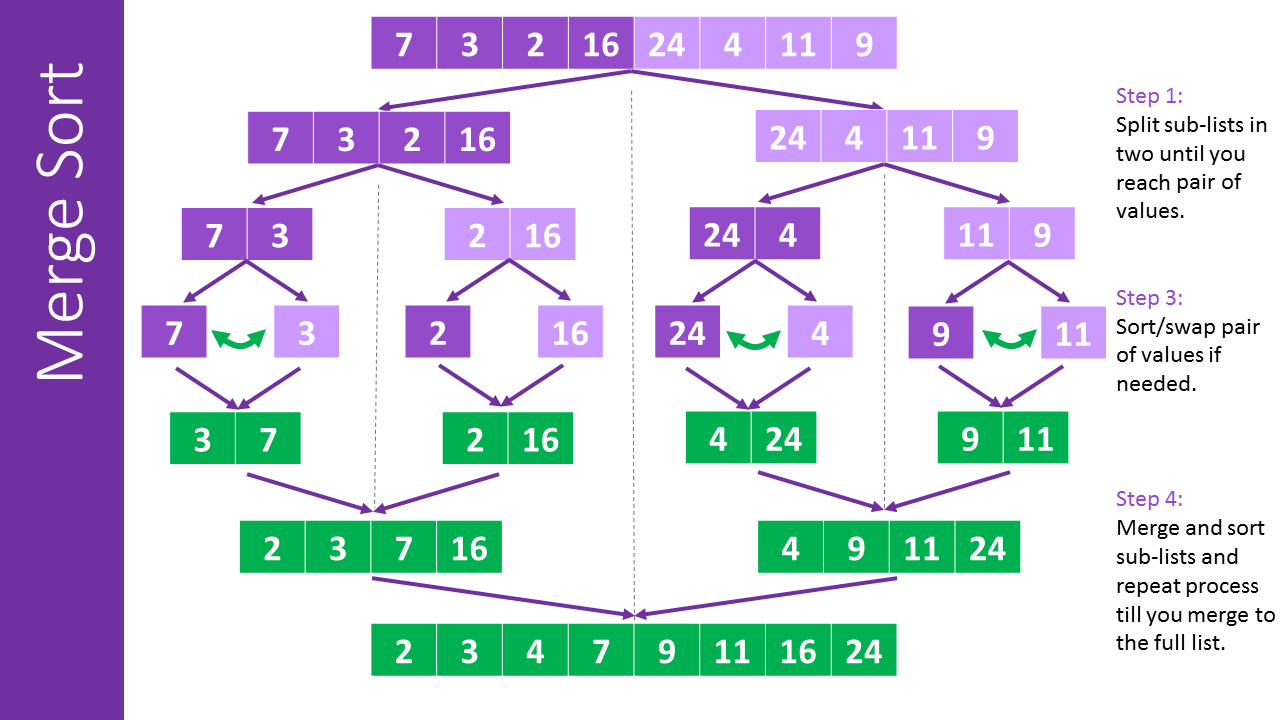 Merge Sort
7 3 2 16 24 4 11 9
7 3 2 16
24 4 11 9
7 3
2 16
24 4
11 9
7
3
2
16
24
4
9
11
3 7
2 16
4 24
9 11
2 3 7 16
4 9 11 24
2 3 4 7 9 11 16 24
Step 1:
Split sub-lists in
two until you
reach pair of
values.
Step 3:
Sort/swap pair
of values if
needed.
Step 4:
Merge and sort
sub-lists and
repeat process
till you merge to
the full list.